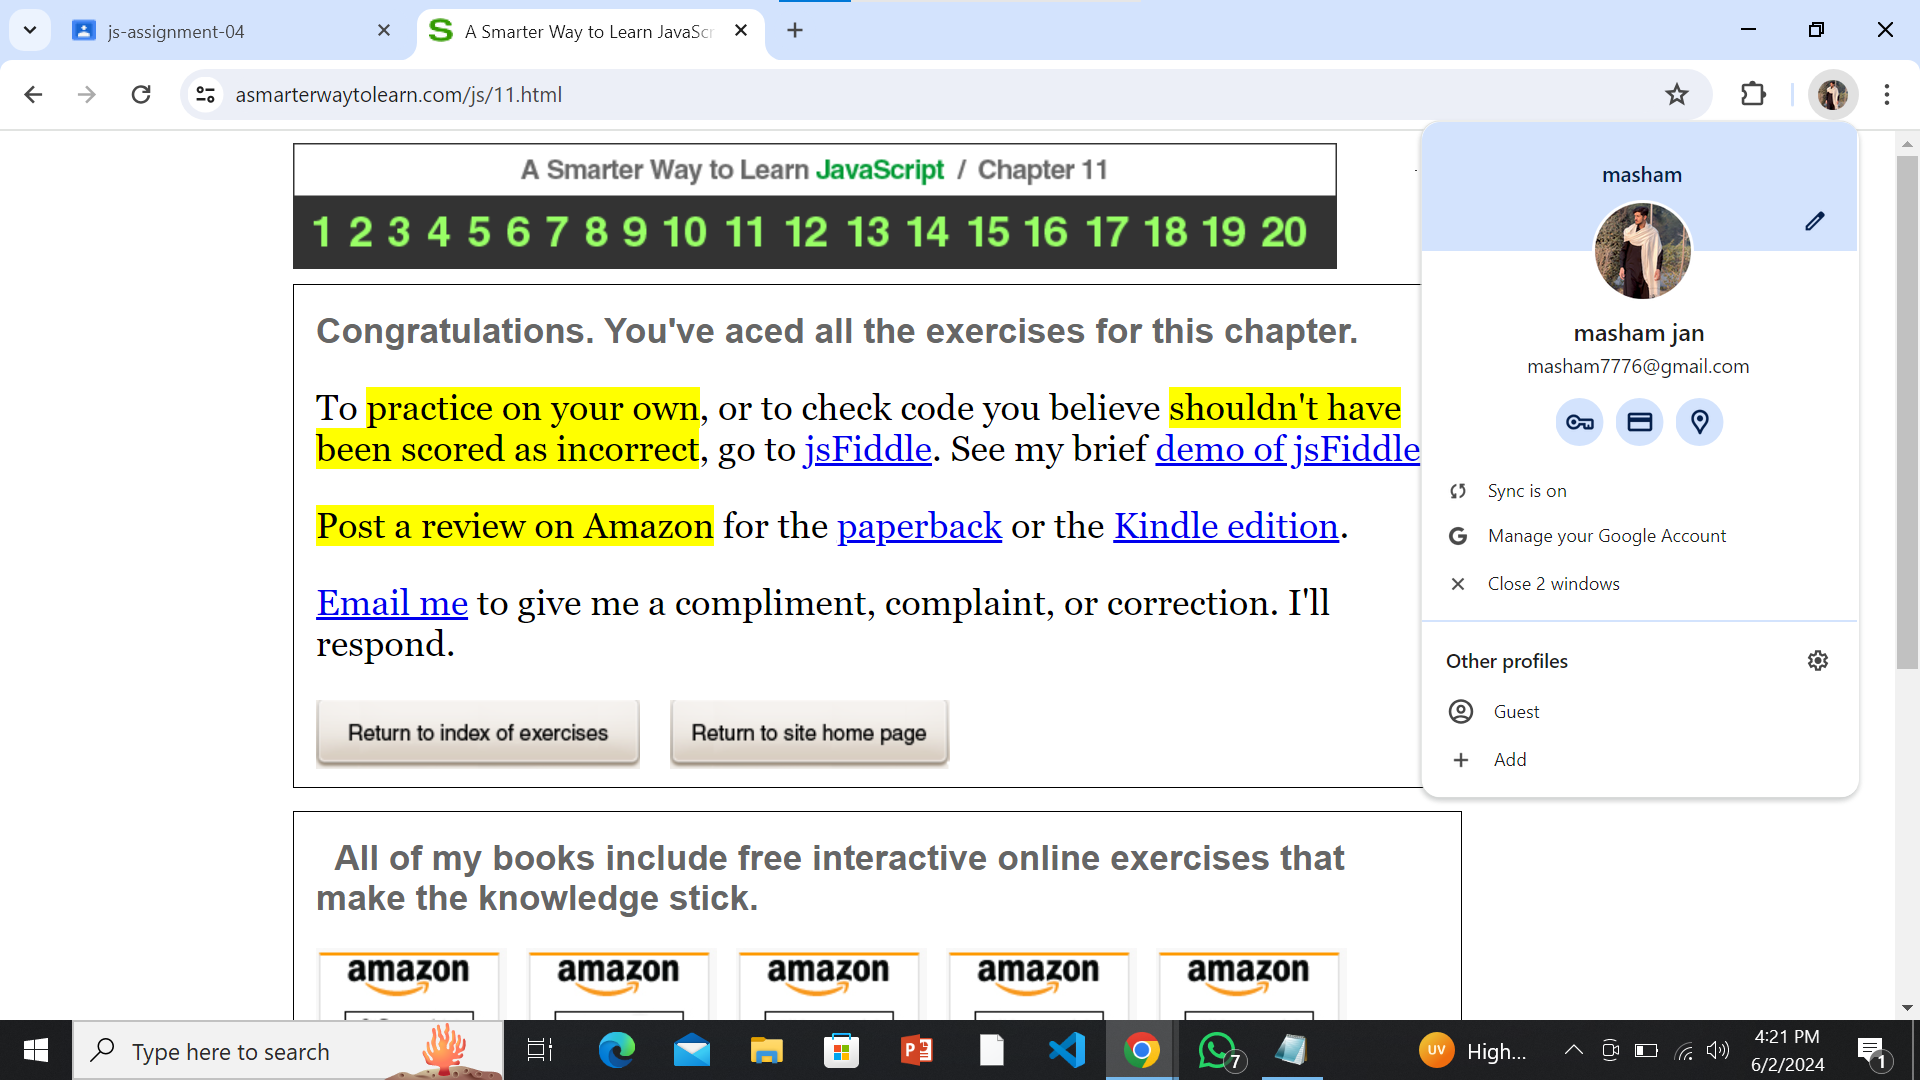 js-assignment-04
A Smarter Way to Learn JavaScr
asmarterwaytolearn.com/js/11.html
A Smarter Way to Learn JavaScript / Chapter 11
1 2 3 4 5 6 7 8 9 10 11 12 13 14 15 16 17 18 19 20
Congratulations. You've aced all the exercises for this chapter.
To practice on your own, or to check code you believe shouldn't have
been scored as incorrect, go to jsFiddle. See my brief demo of jsFiddle
Post a review on Amazon for the paperback or the Kindle edition.
Email me to give me a compliment, complaint, or correction. I'll
respond.
Return to index of exercises
Return to site home page
All of my books include free interactive online exercises that
make the knowledge stick.
amazon
amazon
amazon
amazon
amazon
masham
masham jan
masham7776@gmail.com
Sync is on
Manage your Google Account
Close 2 windows
Other profiles
Guest
Add
Type here to search
7
UV
High...
4:21 PM
6/2/2024
1